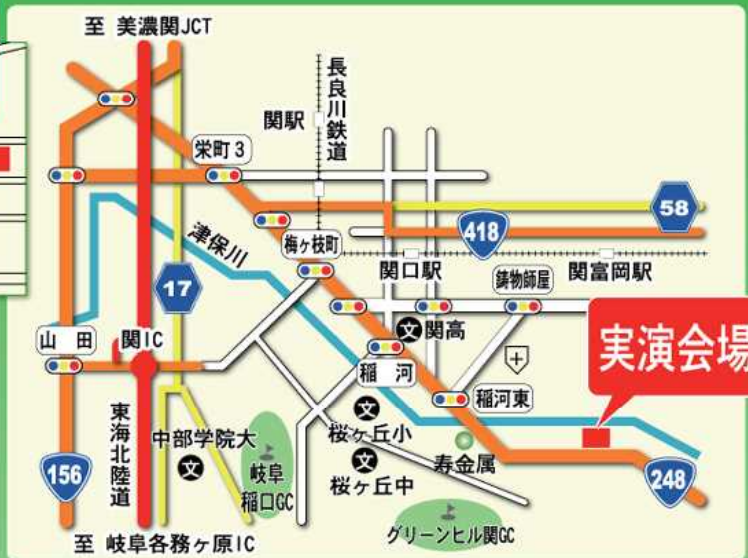 至 美濃関JCT
長良川鉄道
関駅
栄町3
58
418
津保川
梅ヶ枝町
関口駅
関富岡駅
17
鋳物師屋
山田
関IC
文
関高
実演会場
稲河
稲河東
東海北陸道
中部学院大
文
文
桜ヶ丘小
文
桜ヶ丘中
岐阜
稲口GC
寿金属
156
248
グリーンヒル関GC
至 岐阜各務ヶ原IC